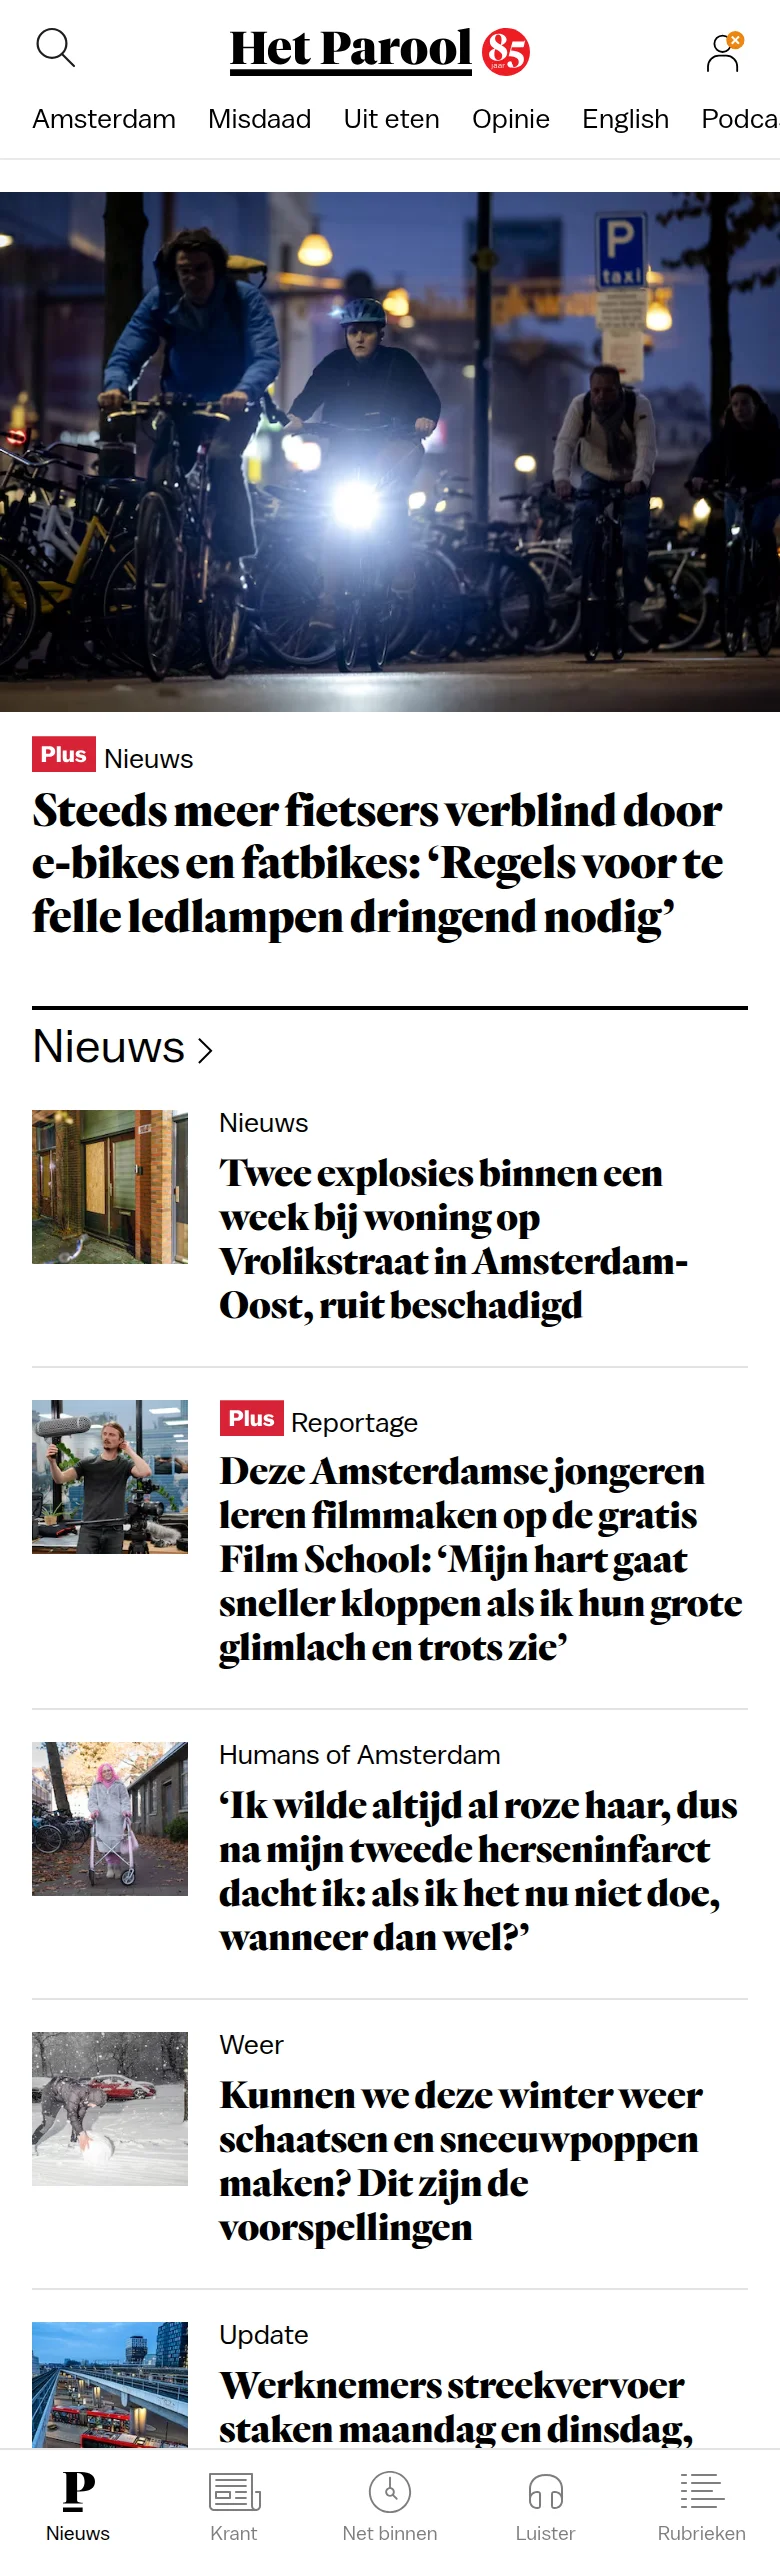 Het Parool 85 jaar
Amsterdam Misdaad Uit eten Opinie English Podca
P
taxi
Plus Nieuws
Steeds meer fietsers verblind door
e-bikes en fatbikes: ‘Regels voor te
felle ledlampen dringend nodig’
Nieuws
Nieuws
Twee explosies binnen een
week bij woning op
Vrolikstraat in Amsterdam-
Oost, ruit beschadigd
Plus Reportage
Deze Amsterdamse jongeren
leren filmmaken op de gratis
Film School: ‘Mijn hart gaat
sneller kloppen als ik hun grote
glimlach en trots zie’
Humans of Amsterdam
‘Ik wilde altijd al roze haar, dus
na mijn tweede herseninfarct
dacht ik: als ik het nu niet doe,
wanneer dan wel?’
Weer
Kunnen we deze winter weer
schaatsen en sneeuwpoppen
maken? Dit zijn de
voorspellingen
Update
Werknemers streekvervoer
staken maandag en dinsdag,
P
Nieuws Krant Net binnen Luister Rubrieken